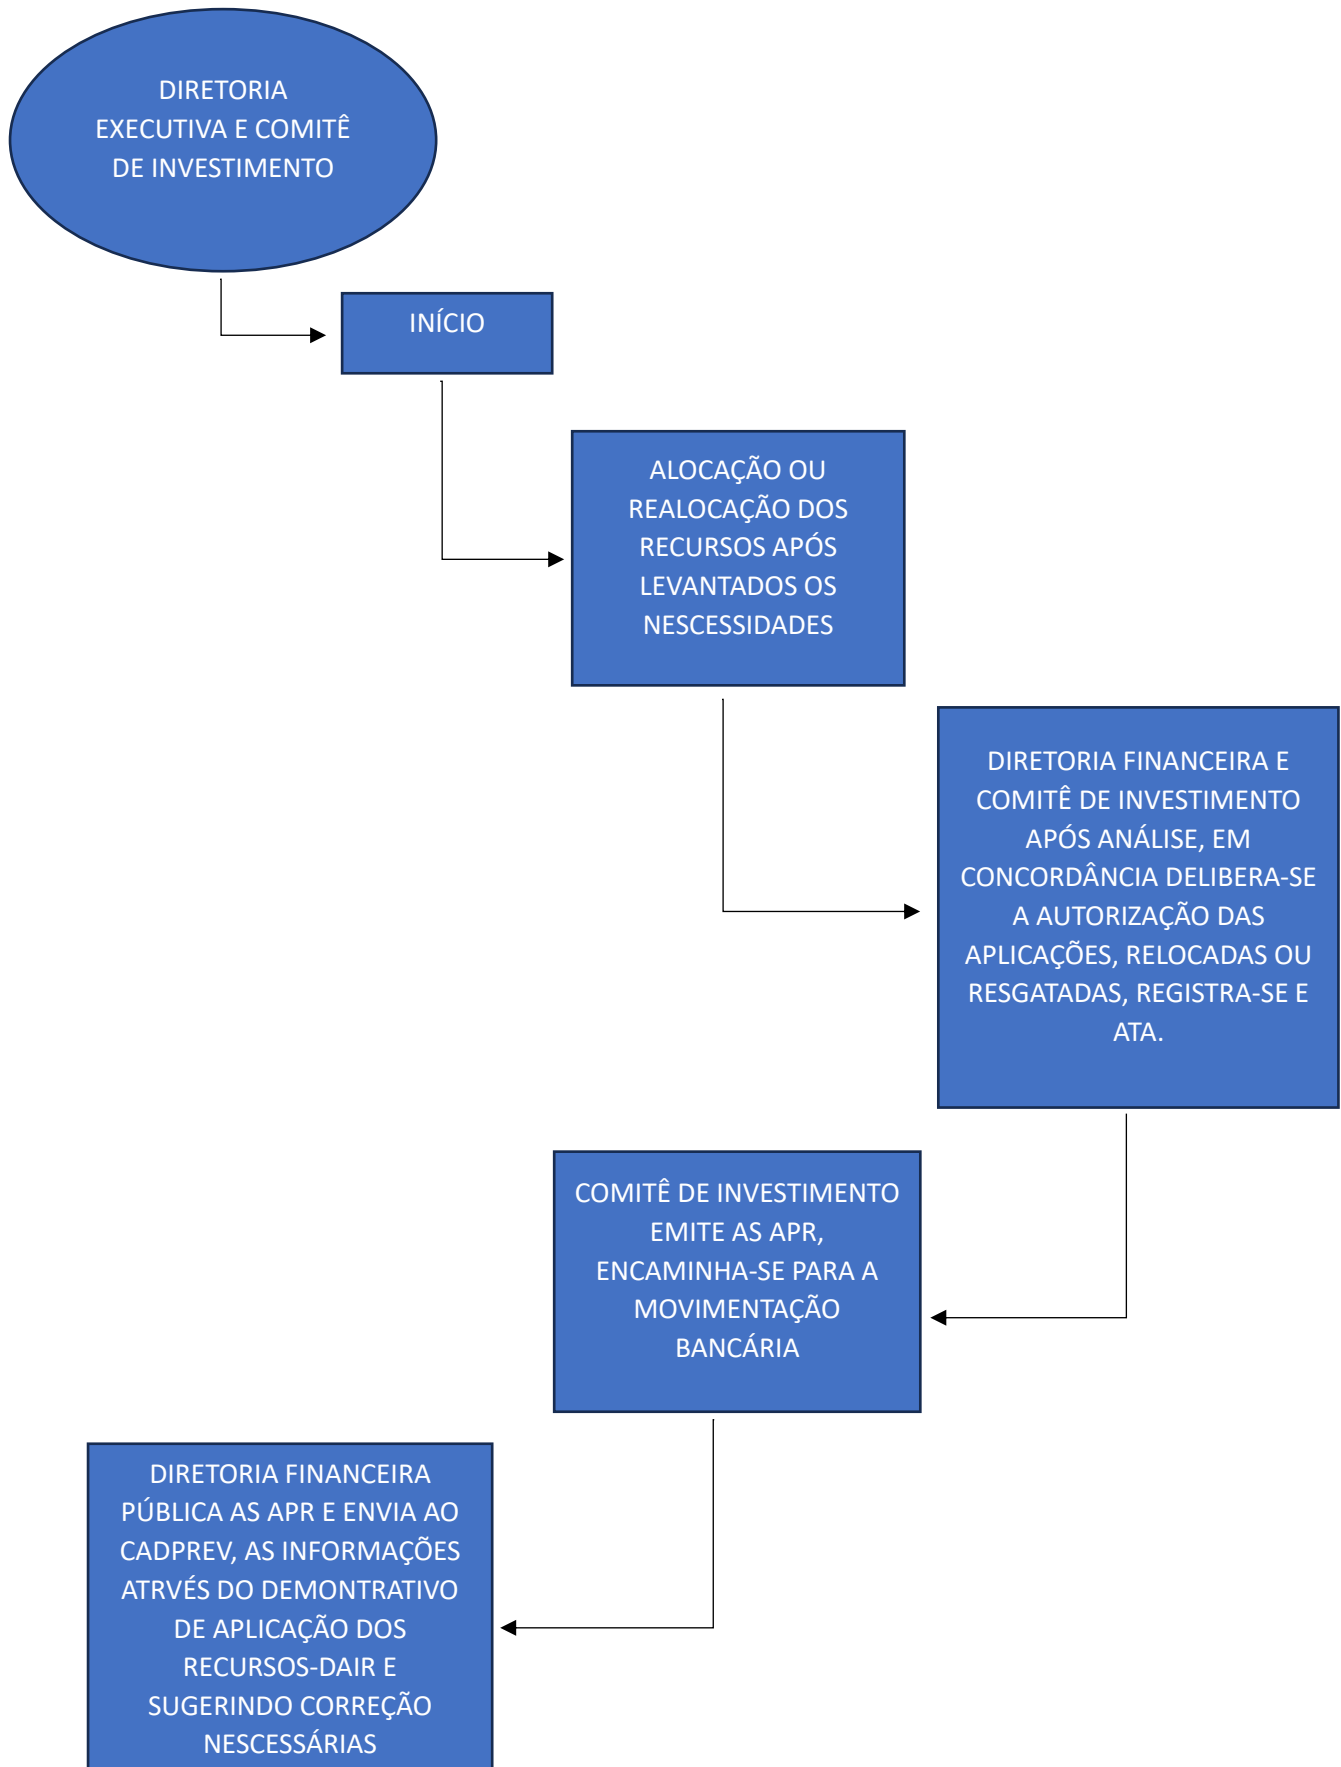 DIRETORIA
EXECUTIVA E COMITÊ
DE INVESTIMENTO
INÍCIO
ALOCAÇÃO OU
REALOCAÇÃO DOS
RECURSOS APÓS
LEVANTADOS OS
NESCESSIDADES
DIRETORIA FINANCEIRA E
COMITÊ DE INVESTIMENTO
APÓS ANÁLISE, EM
CONCORDÂNCIA DELIBERA-SE
A AUTORIZAÇÃO DAS
APLICAÇÕES, RELOCADAS OU
RESGATADAS, REGISTRA-SE E
ATA.
COMITÊ DE INVESTIMENTO
EMITE AS APR,
ENCAMINHA-SE PARA A
MOVIMENTAÇÃO
BANCÁRIA
DIRETORIA FINANCEIRA
PÚBLICA AS APR E ENVIA AO
CADPREV, AS INFORMAÇÕES
ATRVÉS DO DEMONTRATIVO
DE APLICAÇÃO DOS
RECURSOS-DAIR E
SUGERINDO CORREÇÃO
NESCESSÁRIAS